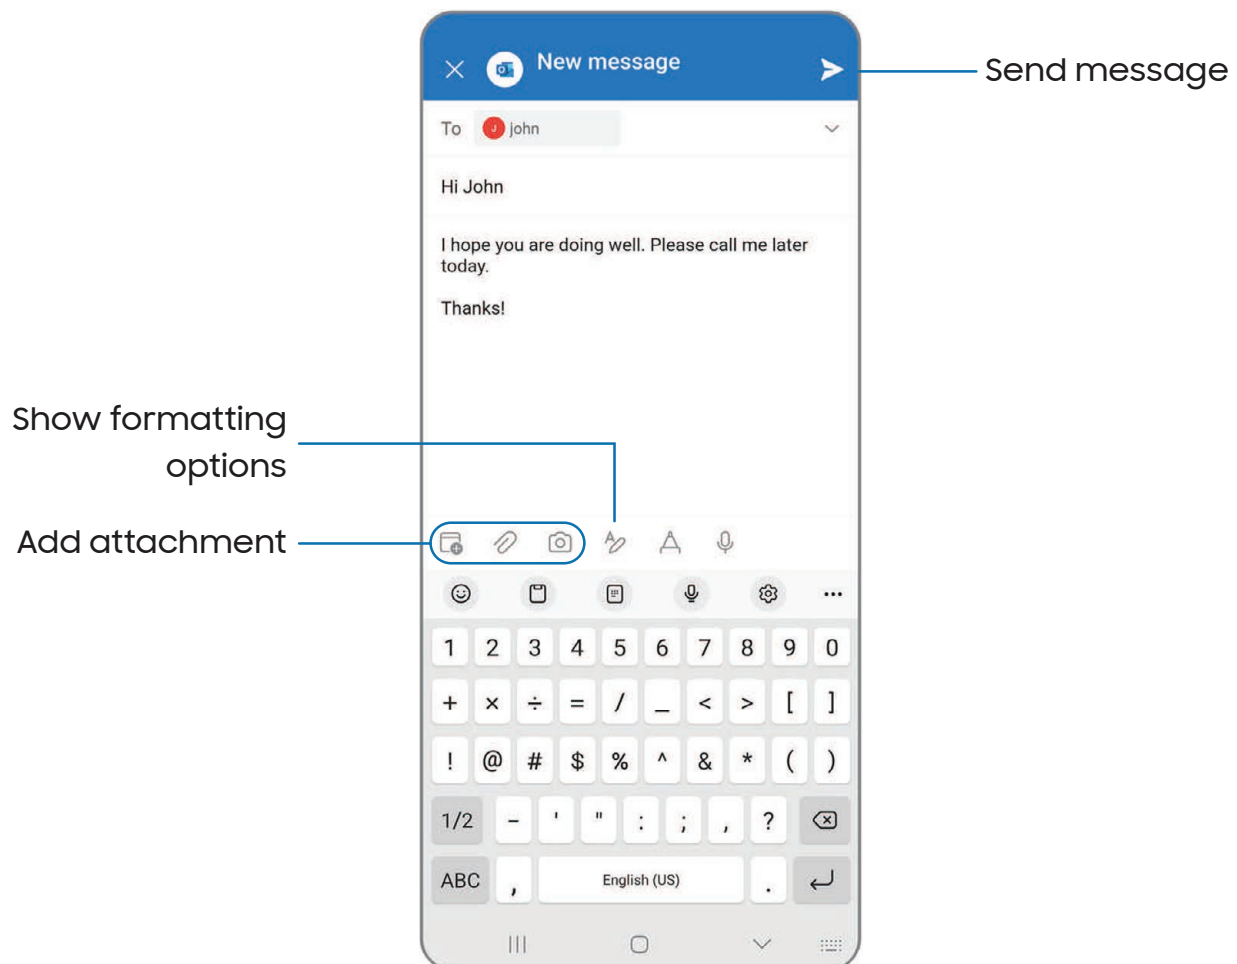 New message
Send message
To john
Hi John
I hope you are doing well. Please call me later
today.
Thanks!
Show formatting
options
Add attachment
1 2 3 4 5 6 7 8 9 0
+ × ÷ = / _ < > [ ]
! @ # $ % ^ & * ( )
1/2 - ' " : ; , ?
ABC , English (US) .